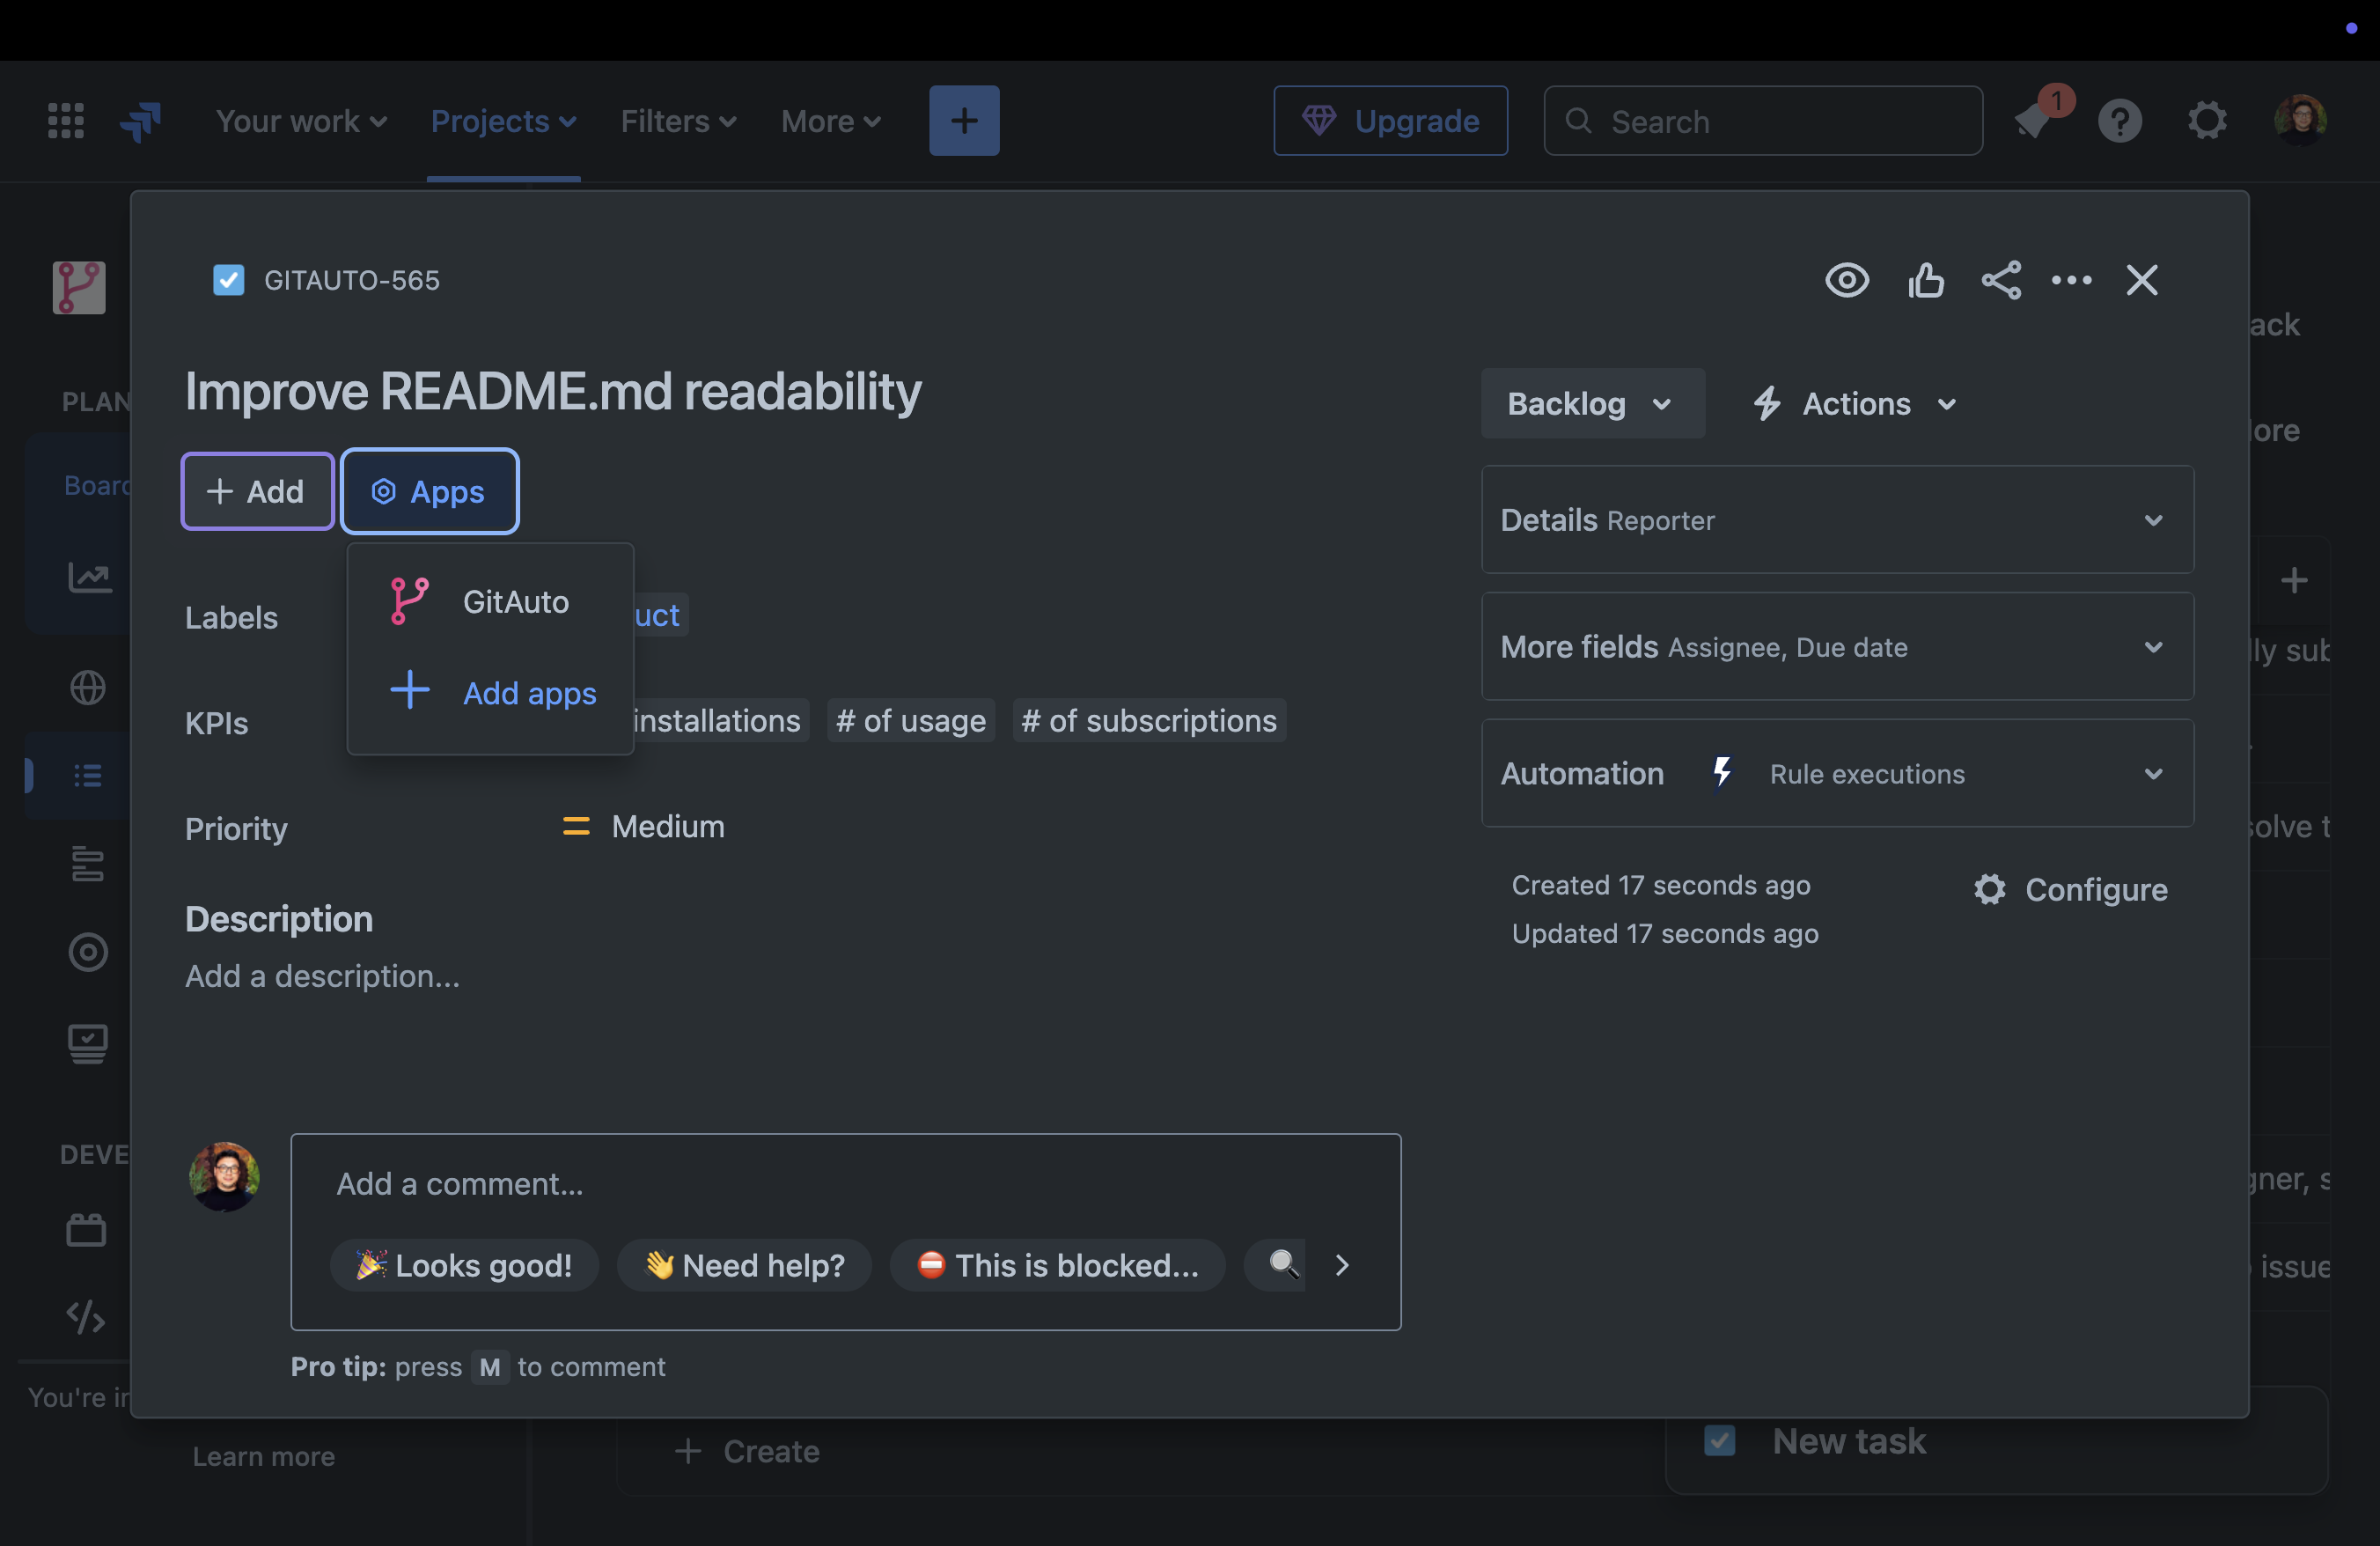 Your work
Projects
Filters
More
Upgrade
Search
1
GITAUTO-565
ack
Improve README.md readability
Backlog
Actions
ore
PLAN
Board
Add
Apps
Details Reporter
GitAuto
Labels
uct
Add apps
More fields Assignee, Due date
lly sub
KPIs
installations
# of usage
# of subscriptions
Automation
Rule executions
Priority
Medium
solve t
Created 17 seconds ago
Configure
Updated 17 seconds ago
Description
Add a description...
DEVE
Add a comment...
gner, s
Looks good!
Need help?
This is blocked...
issue
Pro tip: press M to comment
You're in
Create
New task
Learn more